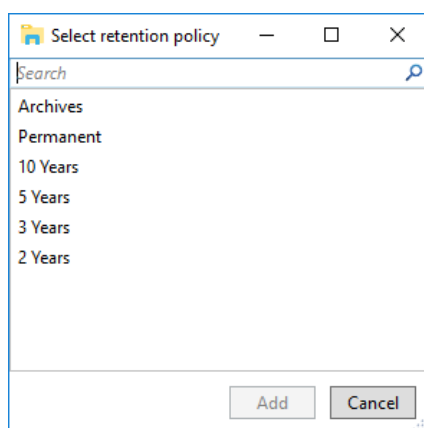 Select retention policy
Search
Archives
Permanent
10 Years
5 Years
3 Years
2 Years
Add Cancel